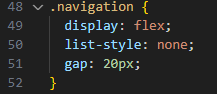 48 .navigation {
49 display: flex;
50 list-style: none;
51 gap: 20px;
52 }